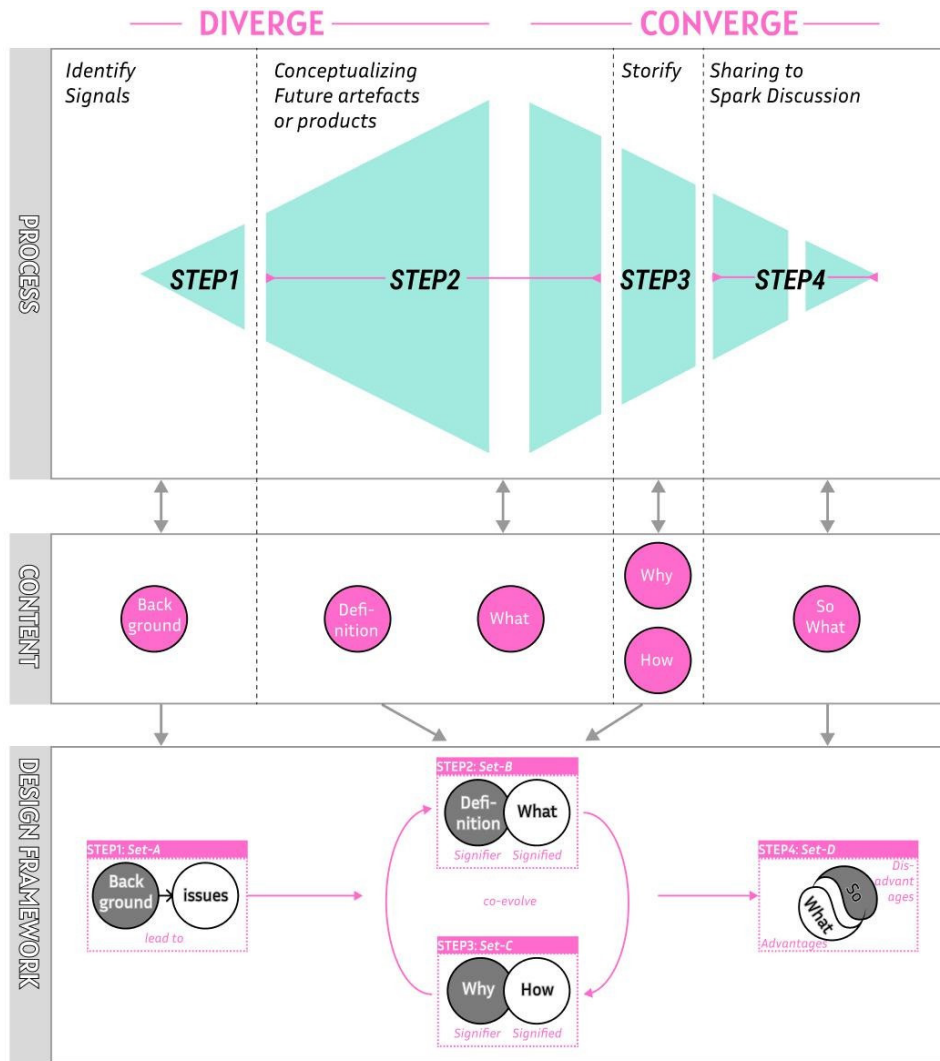 DIVERGE
CONVERGE
PROCESS
Identify
Signals
Conceptualizing
Future artefacts
or products
Storify
Sharing to
Spark Discussion
STEP1
STEP2
STEP3
STEP4
CONTENT
Back
ground
Defi-
nition
What
Why
How
So
What
DESIGN FRAMEWORK
STEP1: Set-A
Back
ground
issues
lead to
STEP2: Set-B
Defi-
nition
What
Signifier
Signified
co-evolve
STEP3: Set-C
Why
How
Signifier
Signified
STEP4: Set-D
So
What
Dis-
advant
ages
Advantages